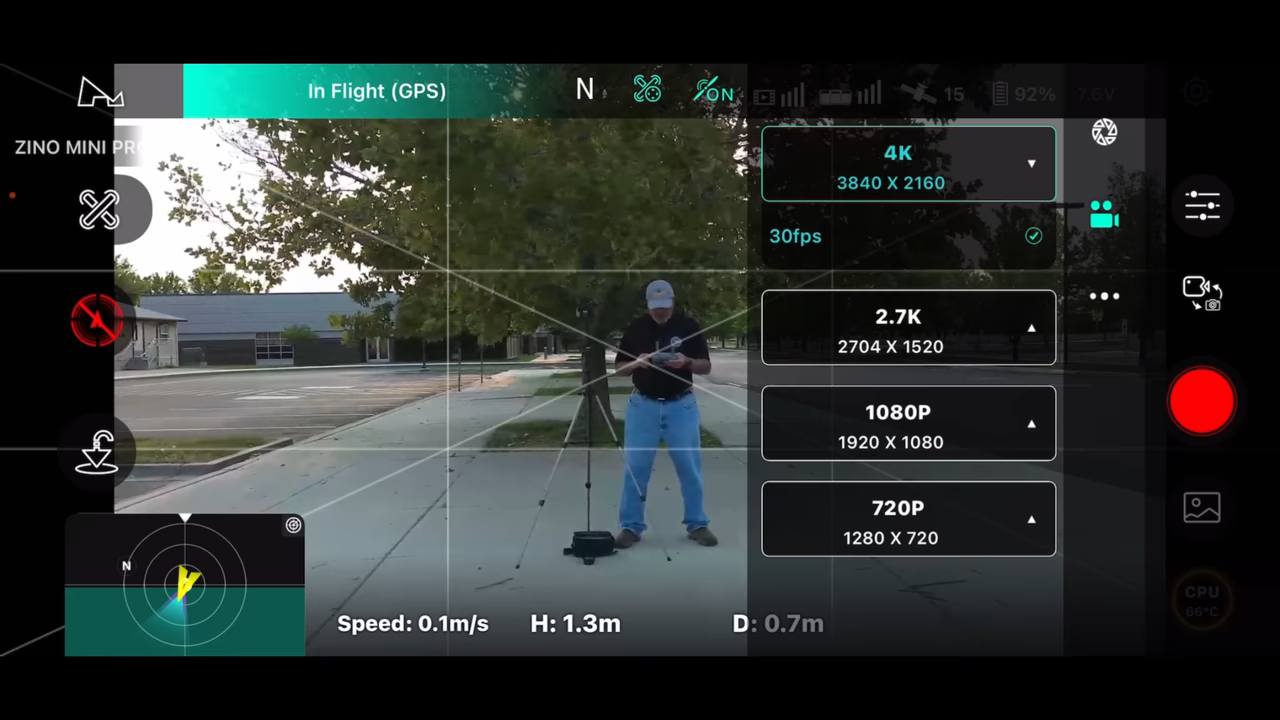 In Flight (GPS)
N
ON
15
92%
7.6V
ZINO MINI PR
4K
3840 X 2160
30fps
2.7K
2704 X 1520
1080P
1920 X 1080
720P
1280 X 720
N
Speed: 0.1m/s
H: 1.3m
D: 0.7m
CPU
66°C